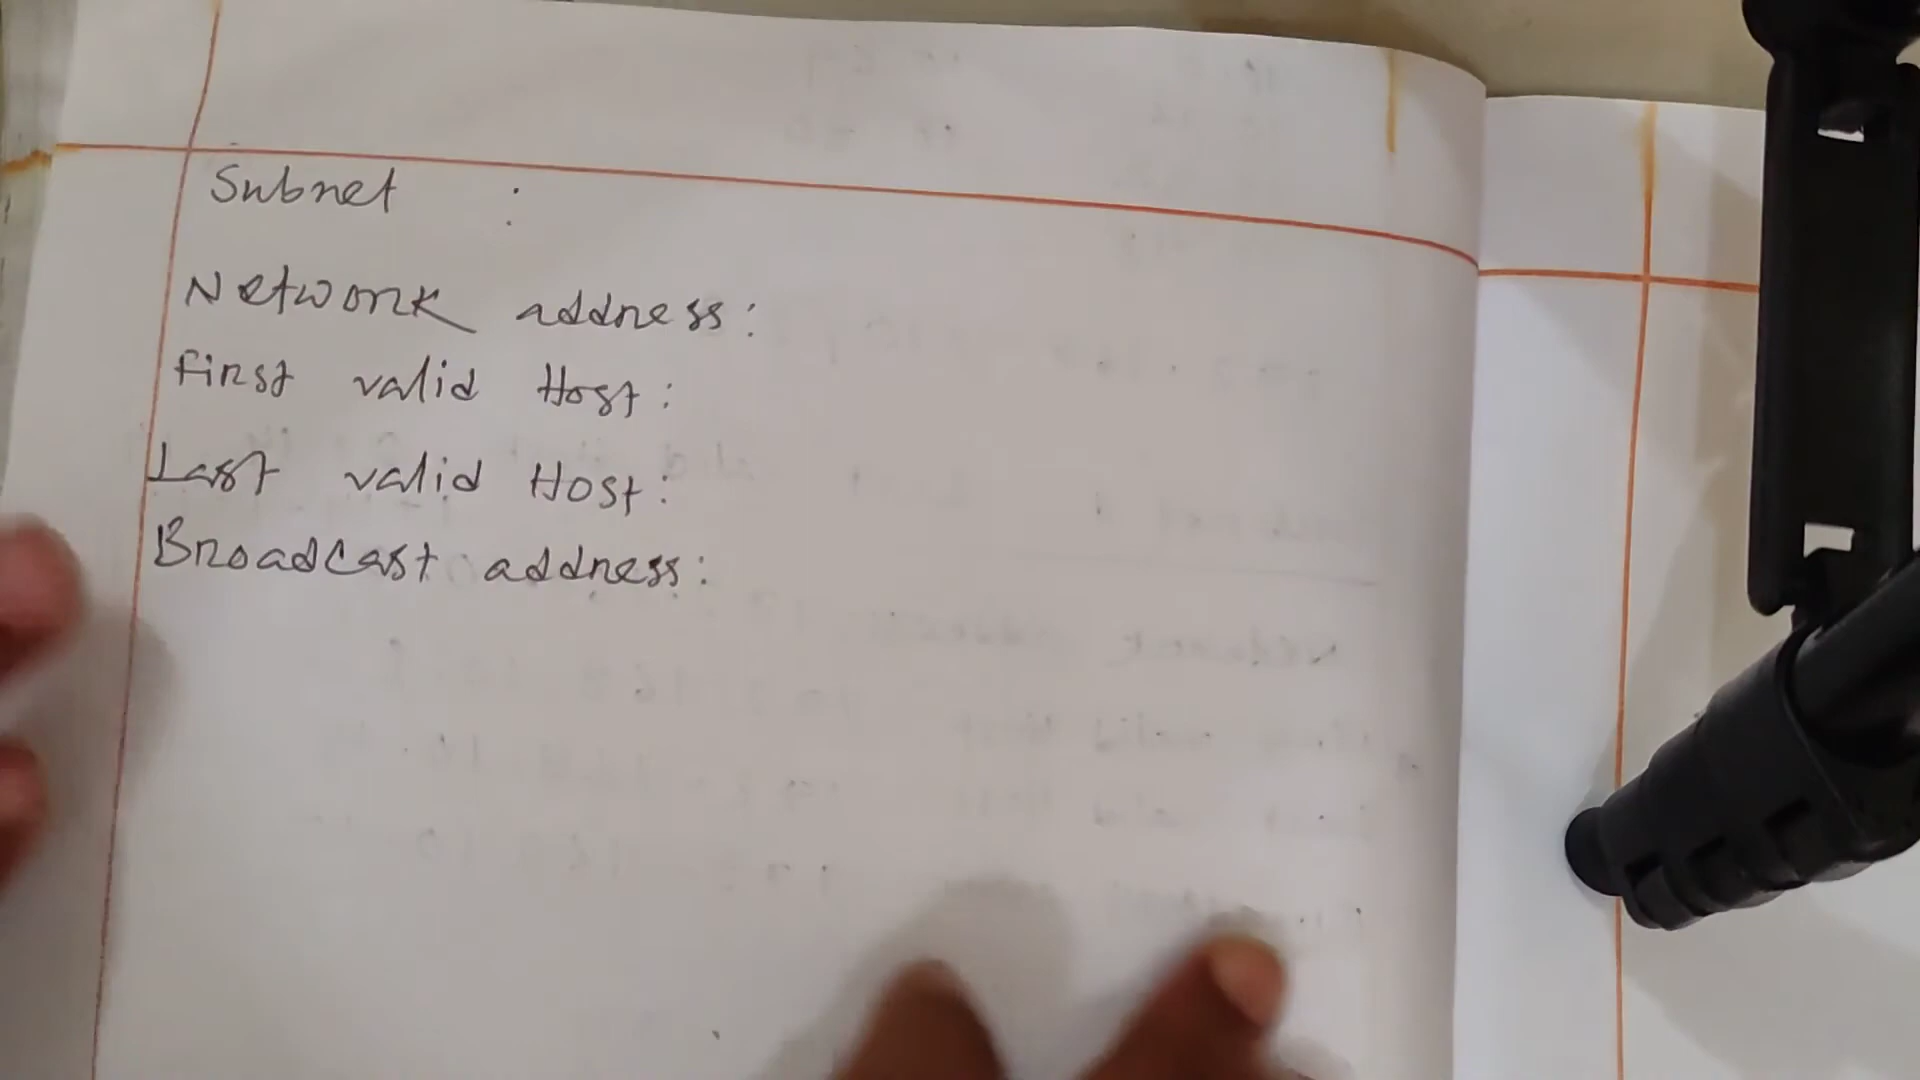 Subnet :
Network address:
First valid Host:
Last valid Host:
Broadcast address: